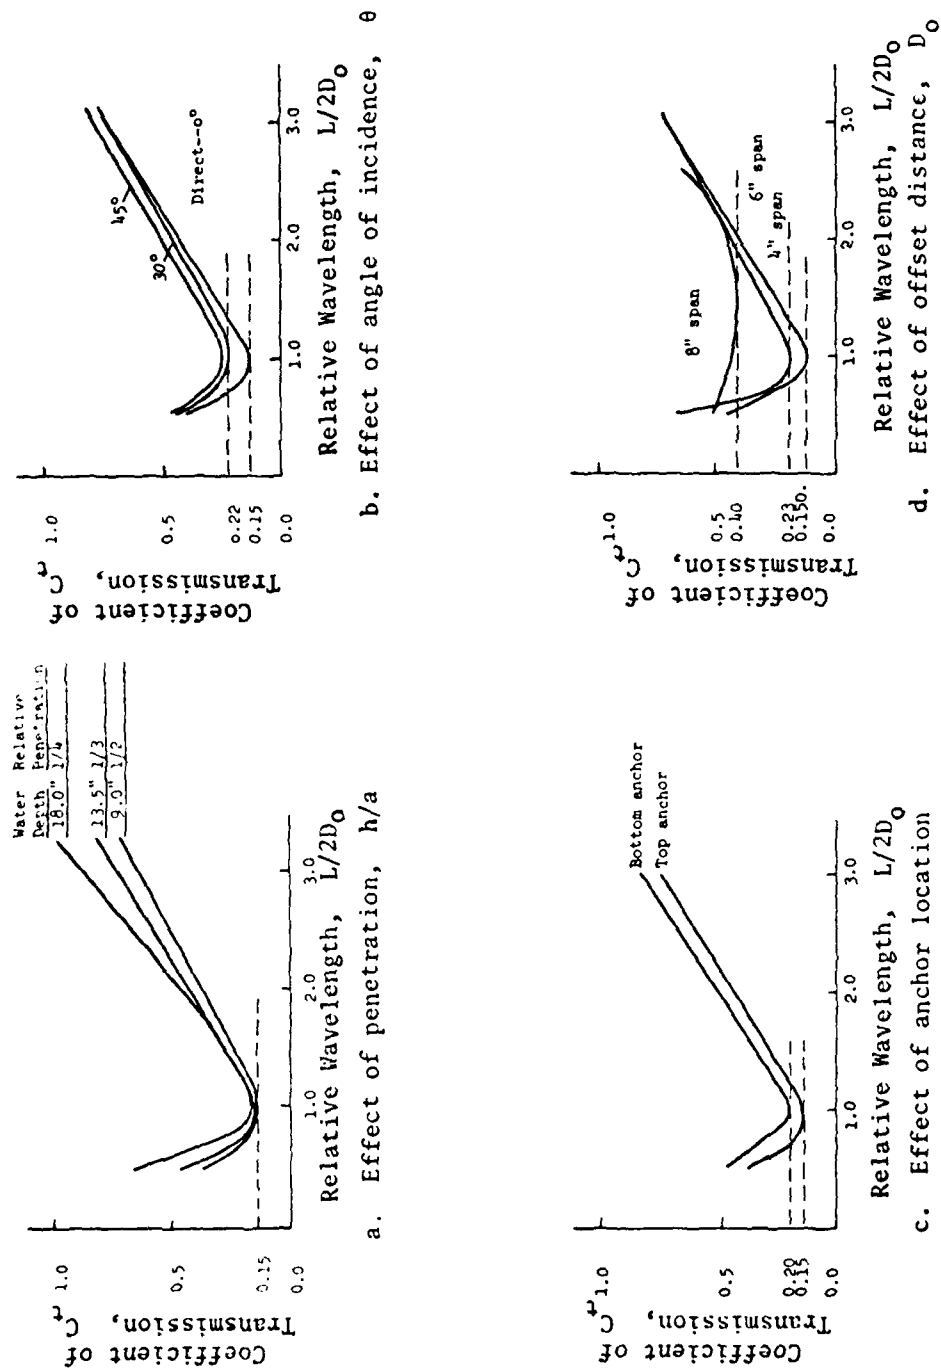 Coefficient of
Transmission, Ct
1.0
0.5
0.15
0.0
Water Relative
Depth Penetration
18.0" 1/4
13.5" 1/3
9.0" 1/2
1.0
2.0
3.0
Relative Wavelength, L/2Do
a. Effect of penetration, h/a
Coefficient of
Transmission, Ct
1.0
0.5
0.22
0.15
0.0
45°
30°
Direct--0°
1.0
2.0
3.0
Relative Wavelength, L/2Do
b. Effect of angle of incidence, θ
Coefficient of
Transmission, Ct
1.0
0.5
0.20
0.15
0.0
Bottom anchor
Top anchor
1.0
2.0
3.0
Relative Wavelength, L/2Do
c. Effect of anchor location
Coefficient of
Transmission, Ct
1.0
0.5
0.40
0.23
0.150.
0.0
8" span
6" span
4" span
1.0
2.0
3.0
Relative Wavelength, L/2Do
d. Effect of offset distance, Do